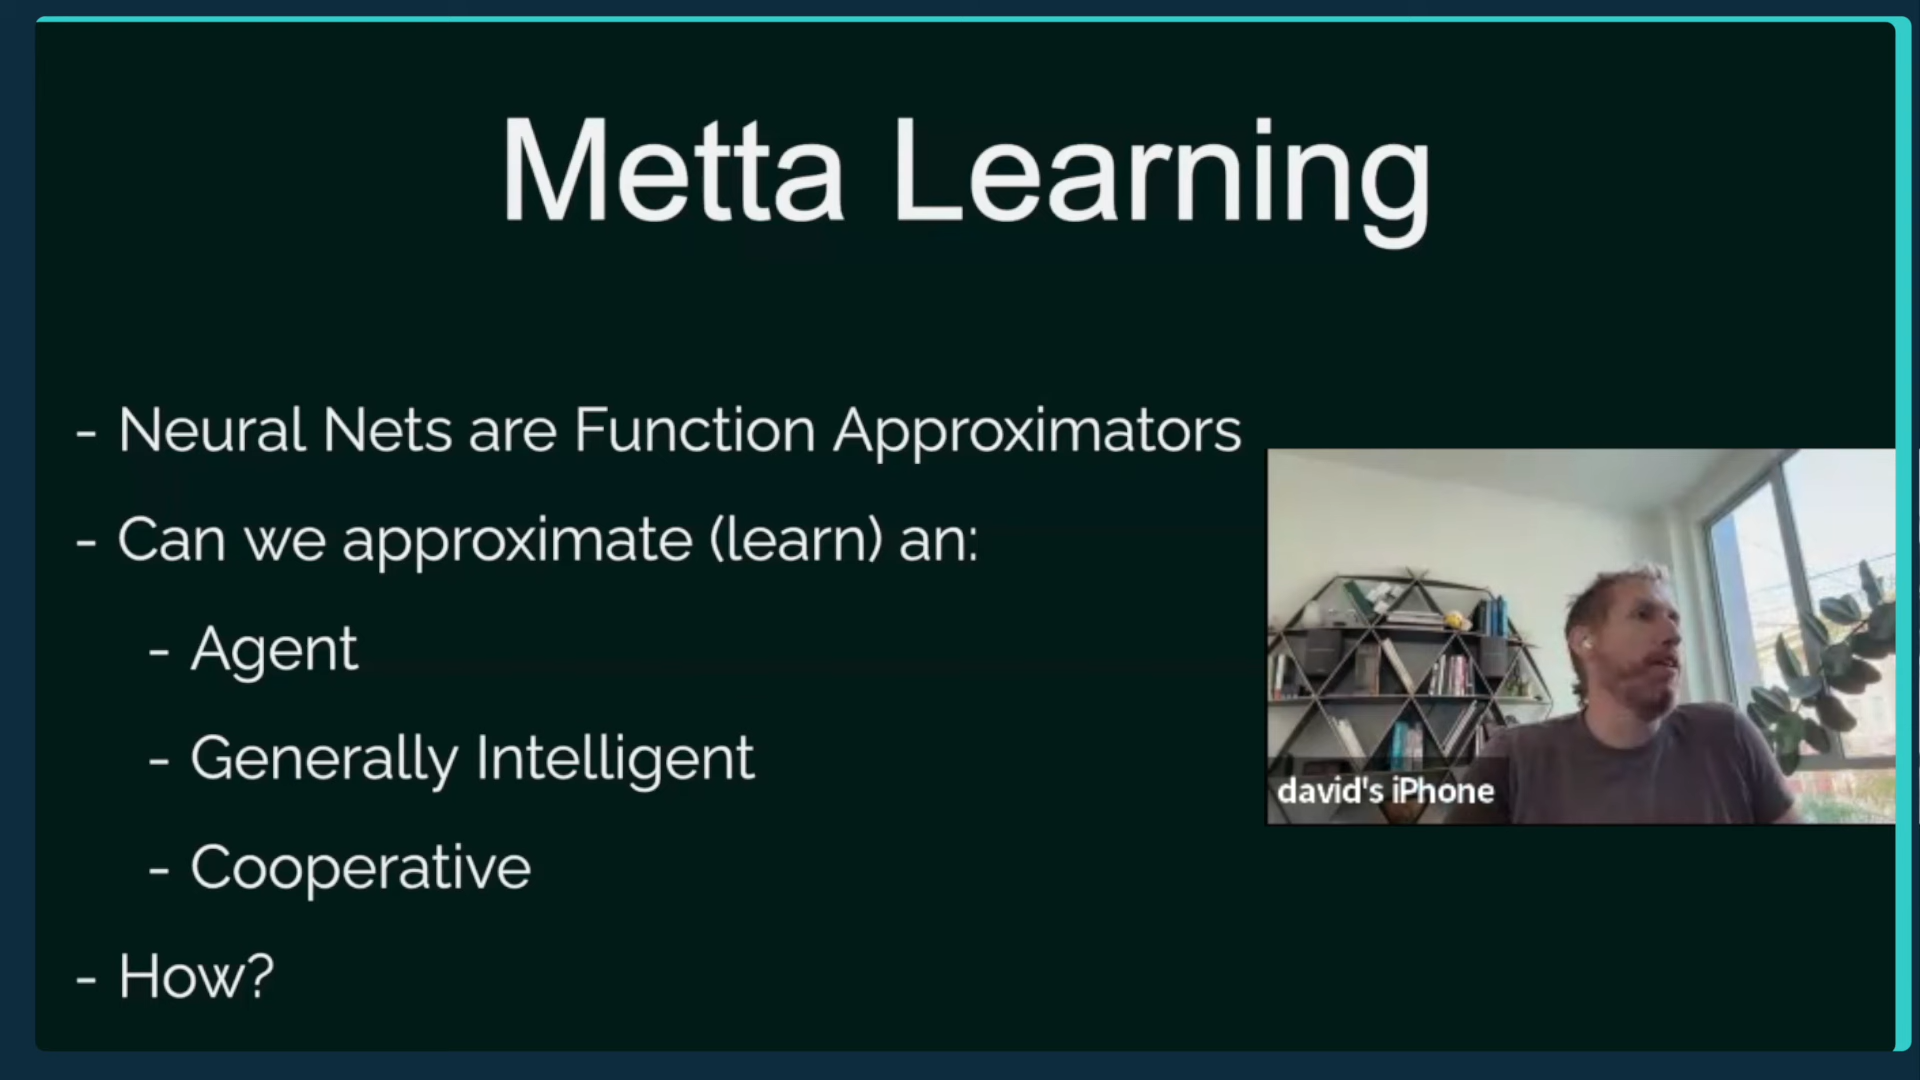 Metta Learning
- Neural Nets are Function Approximators
- Can we approximate (learn) an:
- Agent
- Generally Intelligent
- Cooperative
- How?
david's iPhone